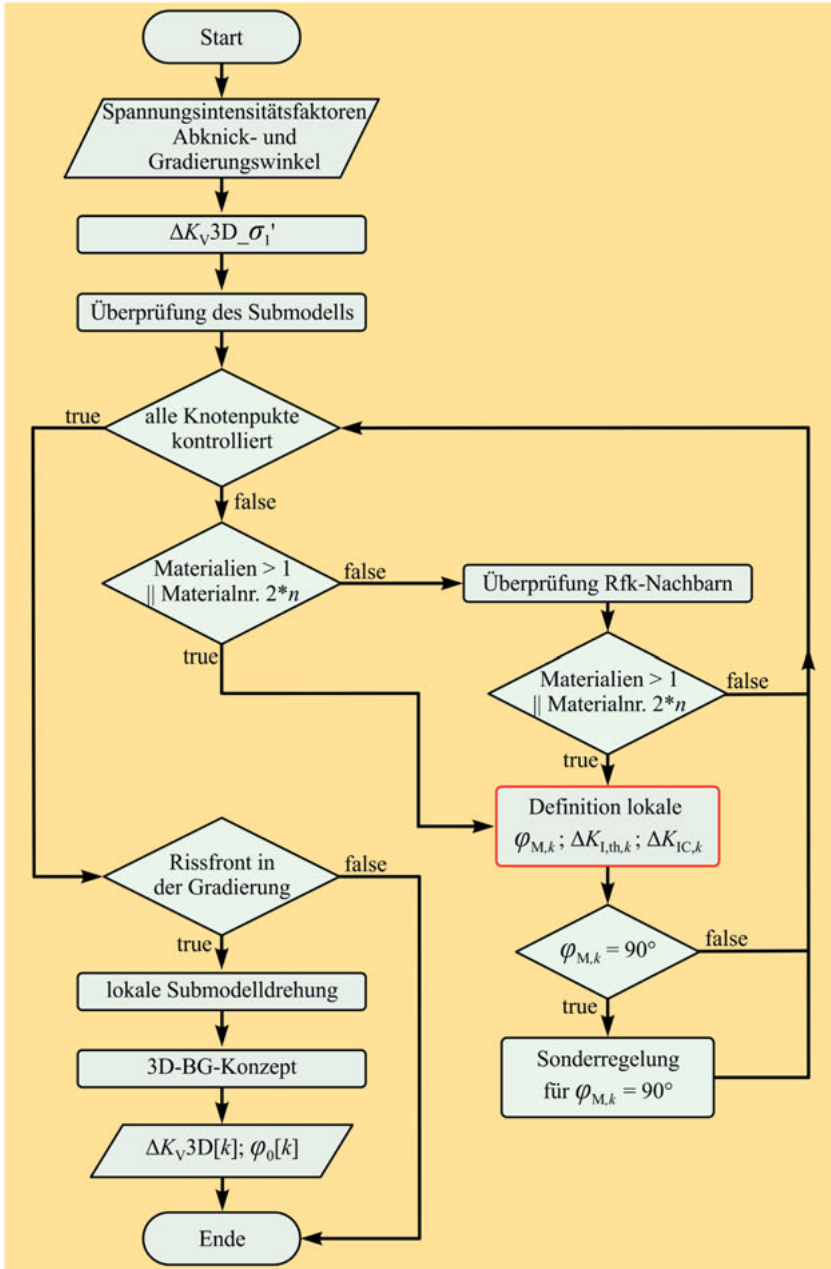 Start
Spannungsintensitätsfaktoren
Abknick- und
Gradierungswinkel
ΔK_V3D_σ₁'
Überprüfung des Submodells
true
alle Knotenpukte
kontrolliert
false
Materialien > 1
|| Materialnr. 2*n
false
true
Überprüfung Rfk-Nachbarn
Materialien > 1
|| Materialnr. 2*n
false
true
Definition lokale
φ_M,k ; ΔK_I,th,k ; ΔK_IC,k
φ_M,k = 90°
false
true
Sonderregelung
für φ_M,k = 90°
Rissfront in
der Gradierung
false
true
lokale Submodelldrehung
3D-BG-Konzept
ΔK_V3D[k]; φ₀[k]
Ende